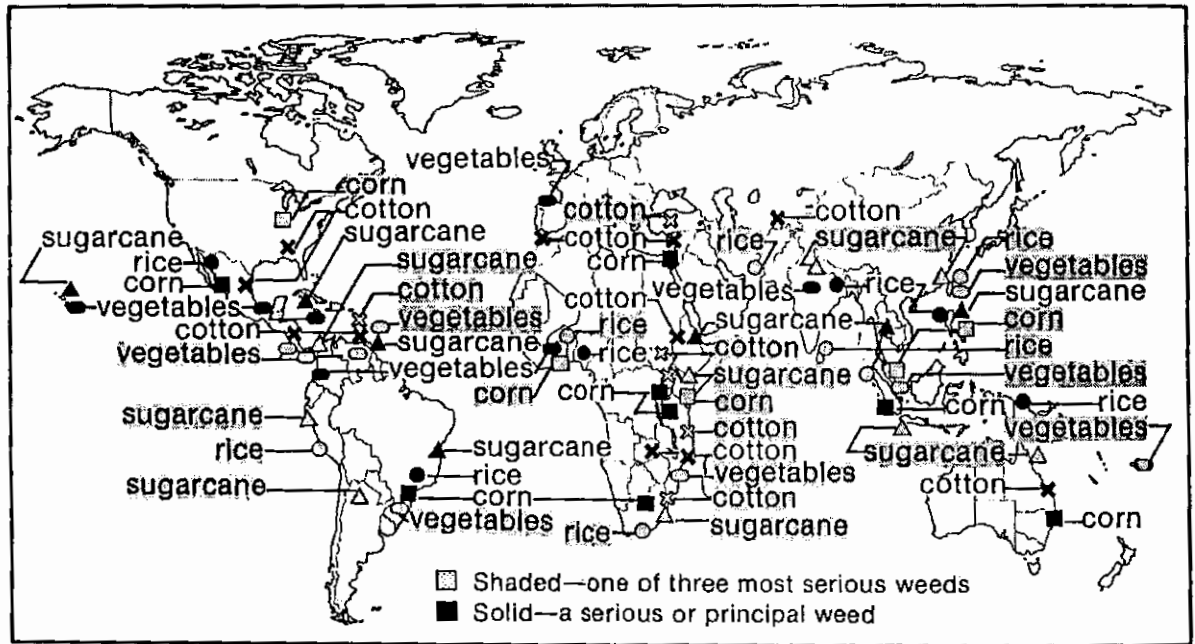 vegetables
corn
cotton
cotton
cotton
sugarcane
sugarcane
rice
sugarcane
rice
cotton
rice
sugarcane
corn
vegetables
corn
vegetables
rice
vegetables
cotton
sugarcane
cotton
cotton
vegetables
rice
sugarcane
corn
vegetables
sugarcane
rice
cotton
rice
vegetables
sugarcane
vegetables
corn
corn
corn
corn
rice
cotton
vegetables
sugarcane
rice
sugarcane
cotton
sugarcane
rice
vegetables
sugarcane
corn
cotton
cotton
corn
vegetables
cotton
rice
sugarcane
Shaded—one of three most serious weeds
Solid—a serious or principal weed